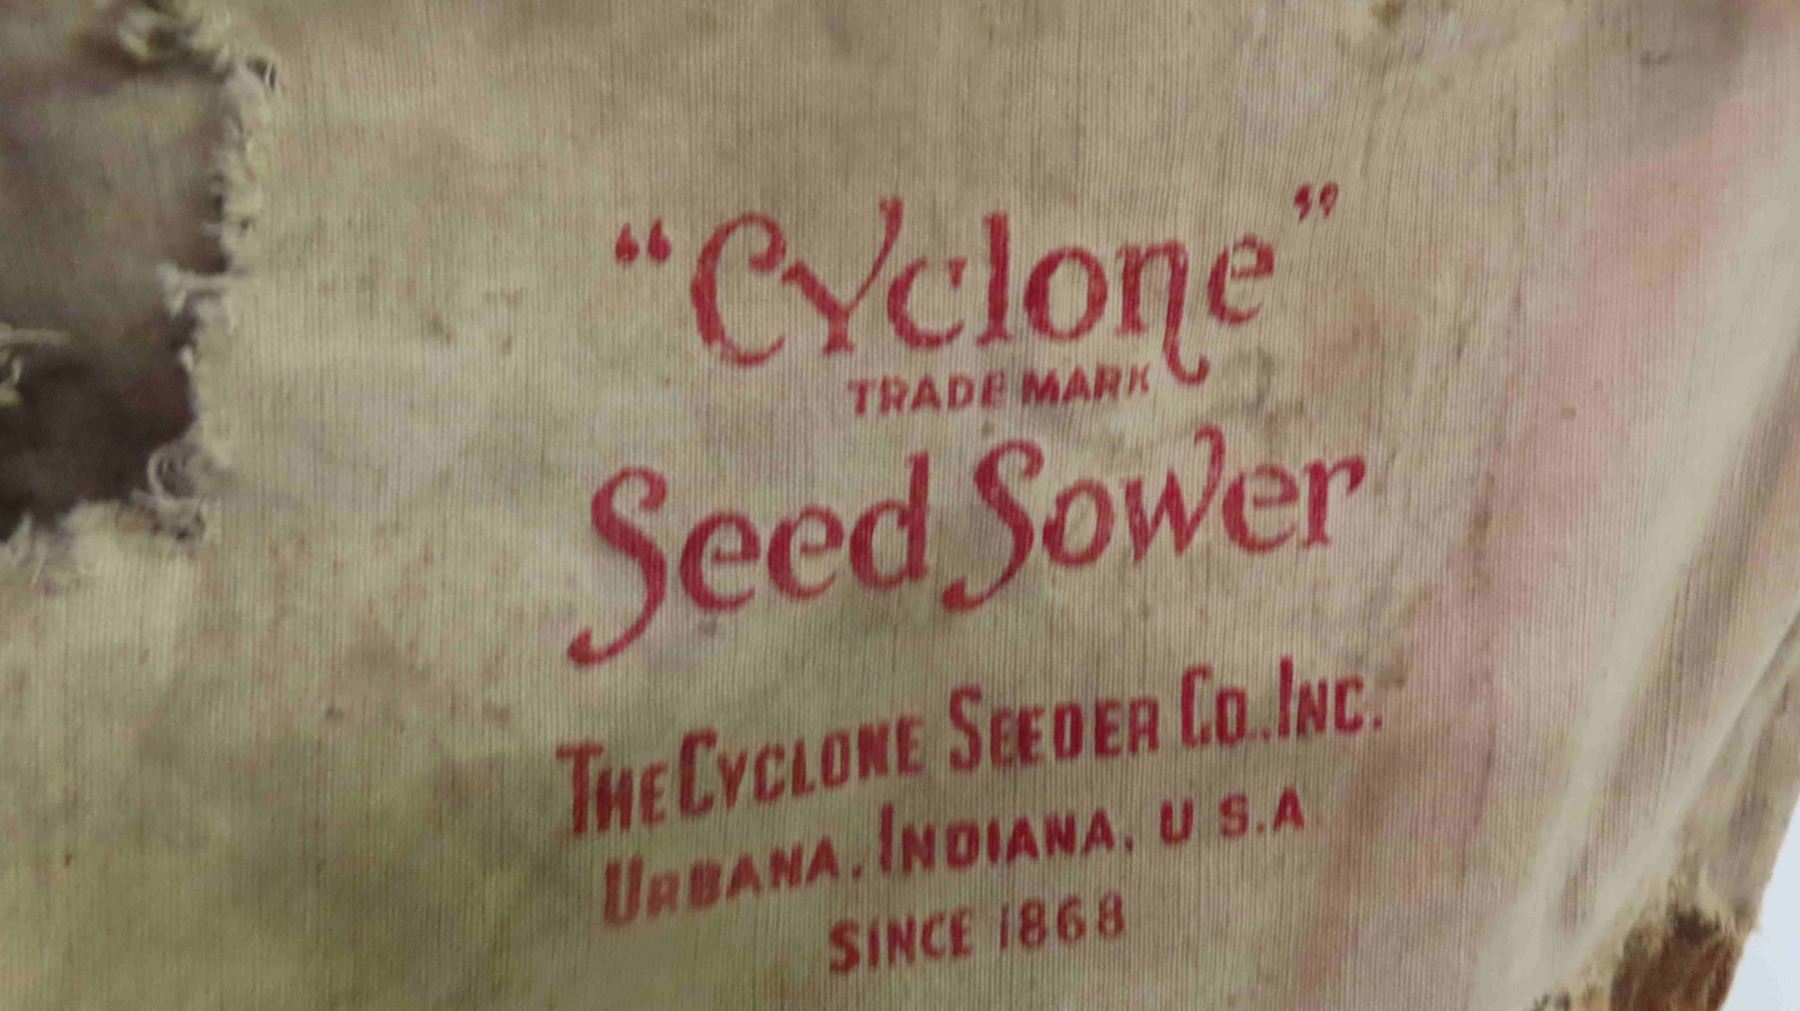 “Cyclone”
TRADE MARK
Seed Sower
THE CYCLONE SEEDER CO., INC.
URBANA, INDIANA, U S.A
SINCE 1868